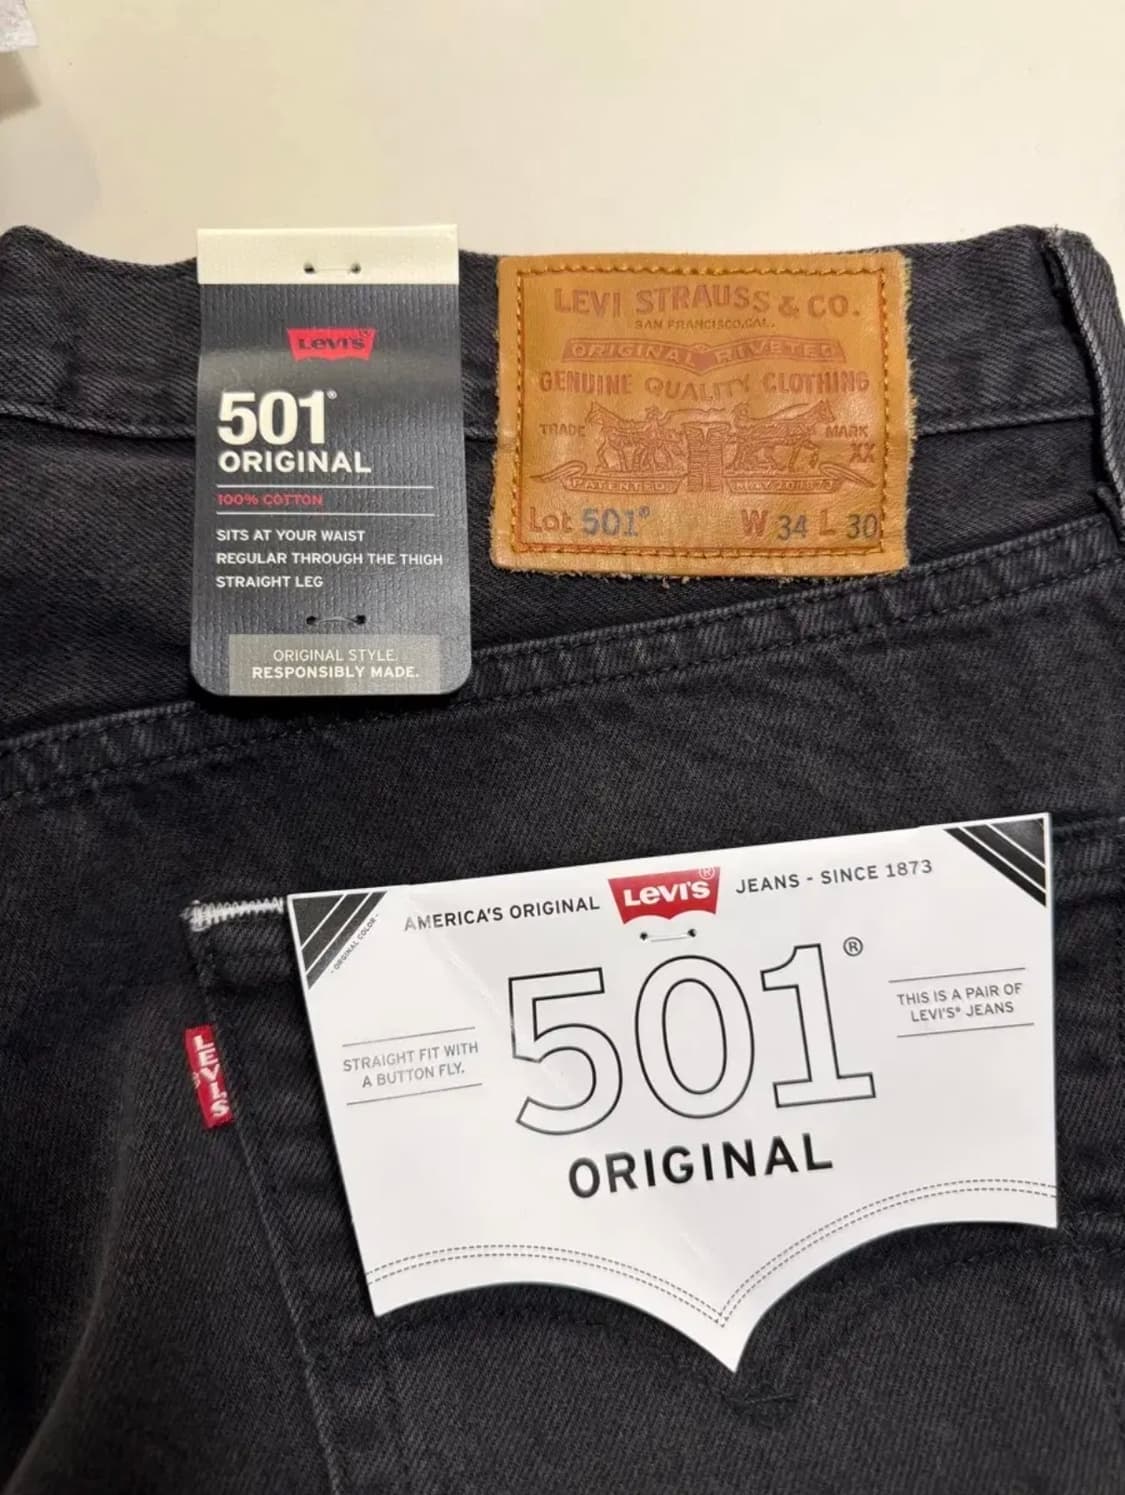 Levi's®
501®
ORIGINAL
100% COTTON
SITS AT YOUR WAIST
REGULAR THROUGH THE THIGH
STRAIGHT LEG
ORIGINAL STYLE.
RESPONSIBLY MADE.
LEVI STRAUSS & CO.
SAN FRANCISCO, CAL.
ORIGINAL RIVETED
GENUINE QUALITY CLOTHING
TRADE MARK
XX
PATENTED MAY 20 1873
Lot 501® W 34 L 30
LEVI'S
- ORIGINAL COLOR -
AMERICA'S ORIGINAL Levi's® JEANS - SINCE 1873
501®
ORIGINAL
STRAIGHT FIT WITH
A BUTTON FLY.
THIS IS A PAIR OF
LEVI'S® JEANS